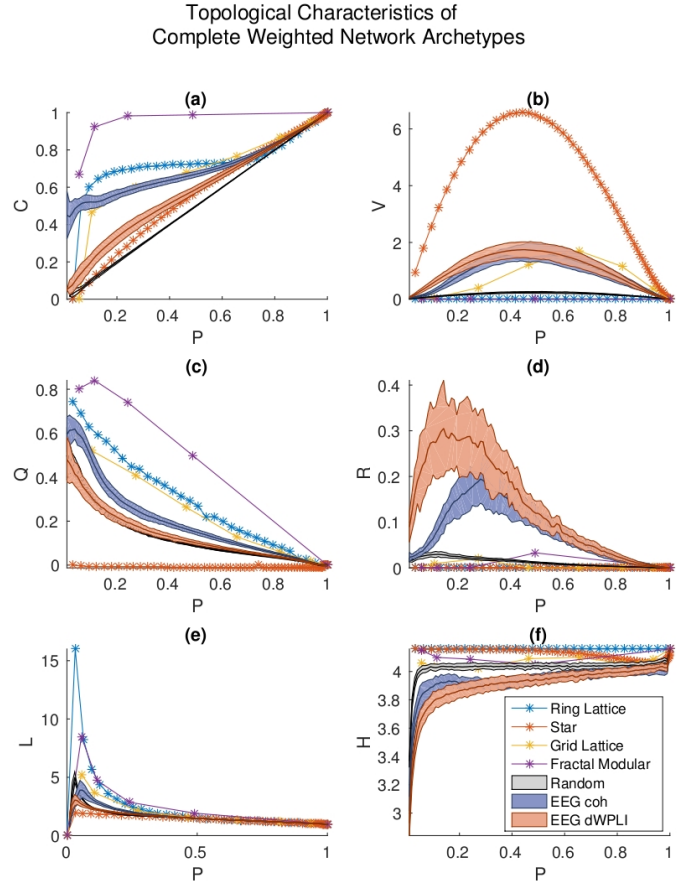 Topological Characteristics of
Complete Weighted Network Archetypes
(a)
C
1
0.8
0.6
0.4
0.2
0
0.2 0.4 0.6 0.8 1
P
(b)
V
6
4
2
0
0.2 0.4 0.6 0.8 1
P
(c)
Q
0.8
0.6
0.4
0.2
0
0.2 0.4 0.6 0.8 1
P
(d)
R
0.4
0.3
0.2
0.1
0
0.2 0.4 0.6 0.8 1
P
(e)
L
15
10
5
0
0 0.5 1
P
(f)
H
4
3.8
3.6
3.4
3.2
3
0.2 0.4 0.6 0.8 1
P
Ring Lattice
Star
Grid Lattice
Fractal Modular
Random
EEG coh
EEG dWPLI